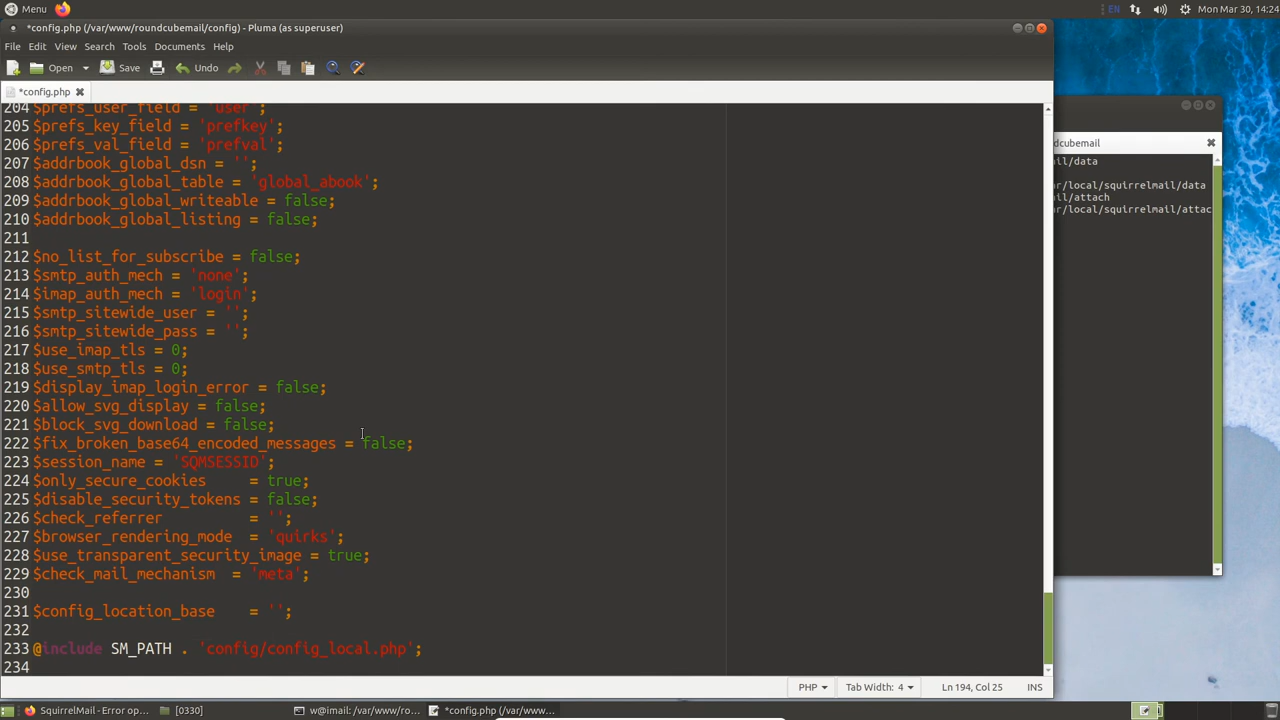 Menu
EN
Mon Mar 30, 14:24
*config.php (/var/www/roundcubemail/config) - Pluma (as superuser)
File Edit View Search Tools Documents Help
Open
Save
Undo
*config.php
204 $prefs_user_field = 'user';
205 $prefs_key_field = 'prefkey';
206 $prefs_val_field = 'prefval';
207 $addrbook_global_dsn = '';
208 $addrbook_global_table = 'global_abook';
209 $addrbook_global_writeable = false;
210 $addrbook_global_listing = false;
211
212 $no_list_for_subscribe = false;
213 $smtp_auth_mech = 'none';
214 $imap_auth_mech = 'login';
215 $smtp_sitewide_user = '';
216 $smtp_sitewide_pass = '';
217 $use_imap_tls = 0;
218 $use_smtp_tls = 0;
219 $display_imap_login_error = false;
220 $allow_svg_display = false;
221 $block_svg_download = false;
222 $fix_broken_base64_encoded_messages = false;
223 $session_name = 'SQMSESSID';
224 $only_secure_cookies     = true;
225 $disable_security_tokens = false;
226 $check_referrer          = '';
227 $browser_rendering_mode  = 'quirks';
228 $use_transparent_security_image = true;
229 $check_mail_mechanism  = 'meta';
230
231 $config_location_base    = '';
232
233 @include SM_PATH . 'config/config_local.php';
234
PHP
Tab Width: 4
Ln 194, Col 25
INS
dcubemail
il/data
ar/local/squirrelmail/data
il/attach
ar/local/squirrelmail/attac
SquirrelMail - Error op...
[0330]
w@imail: /var/www/ro...
*config.php (/var/www...